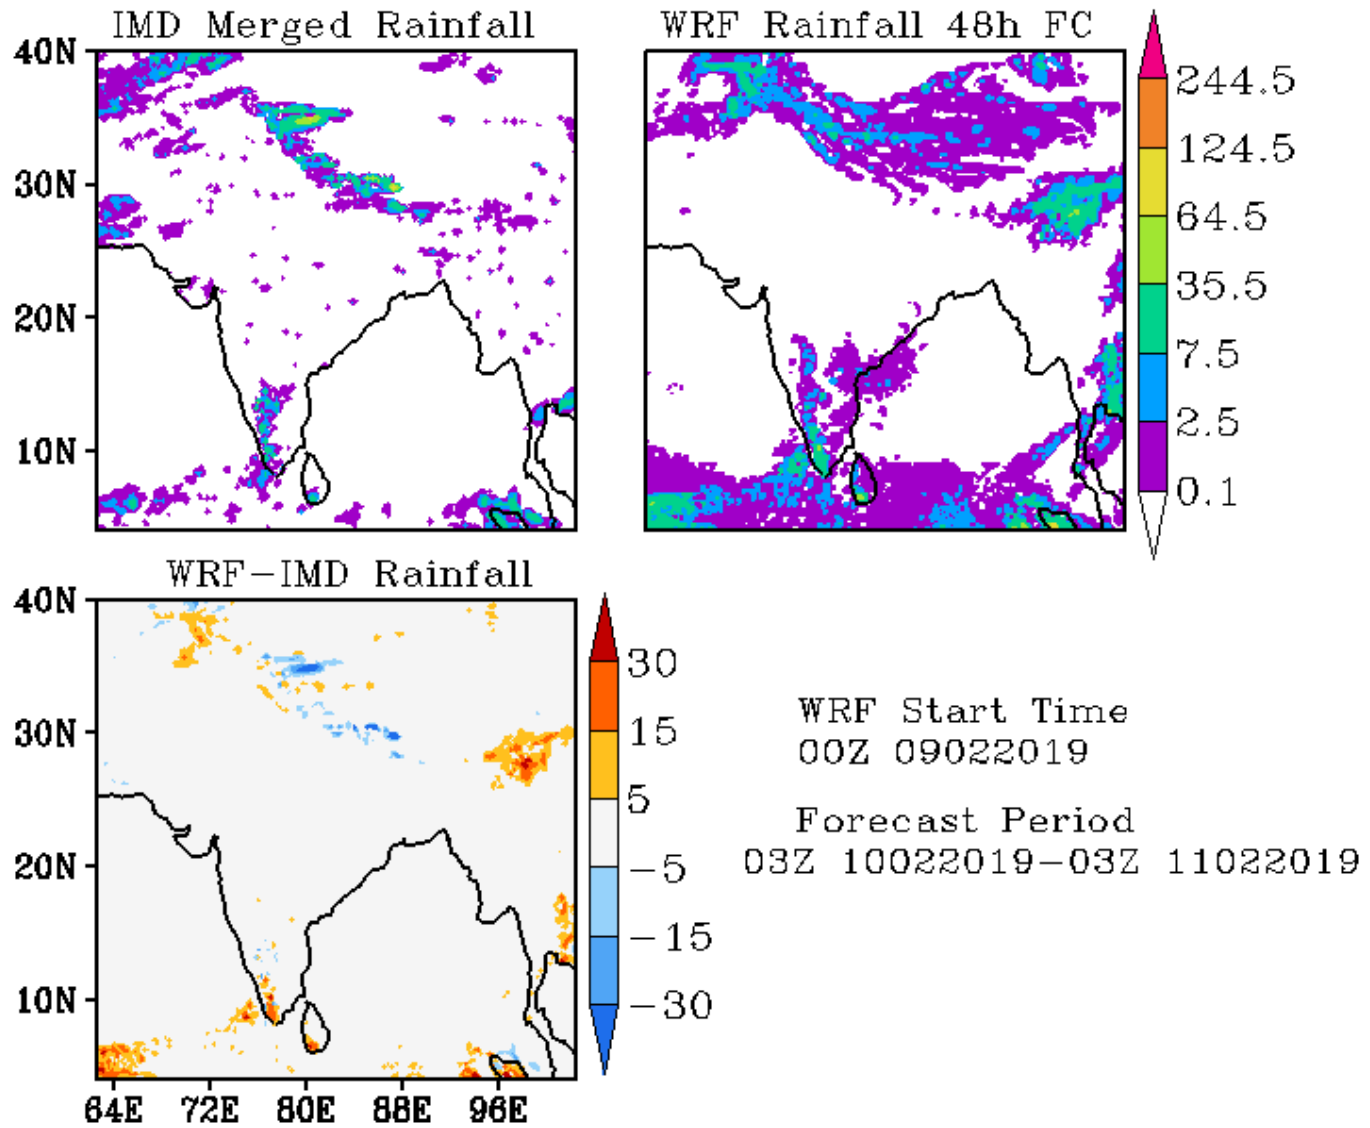 IMD Merged Rainfall
WRF Rainfall 48h FC
40N
30N
20N
10N
244.5
124.5
64.5
35.5
7.5
2.5
0.1
WRF-IMD Rainfall
40N
30N
20N
10N
64E 72E 80E 88E 96E
30
15
5
-5
-15
-30
WRF Start Time
00Z 09022019
Forecast Period
03Z 10022019-03Z 11022019